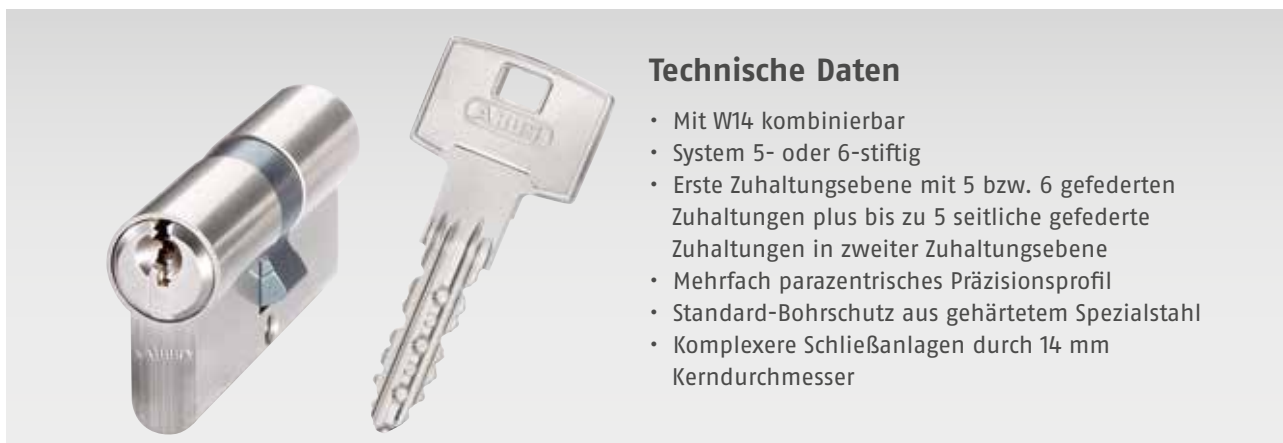 Technische Daten
• Mit W14 kombinierbar
• System 5- oder 6-stiftig
• Erste Zuhaltungsebene mit 5 bzw. 6 gefederten
Zuhaltungen plus bis zu 5 seitliche gefederte
Zuhaltungen in zweiter Zuhaltungsebene
• Mehrfach parazentrisches Präzisionsprofil
• Standard-Bohrschutz aus gehärtetem Spezialstahl
• Komplexere Schließanlagen durch 14 mm
Kerndurchmesser
ABUS
ABUS